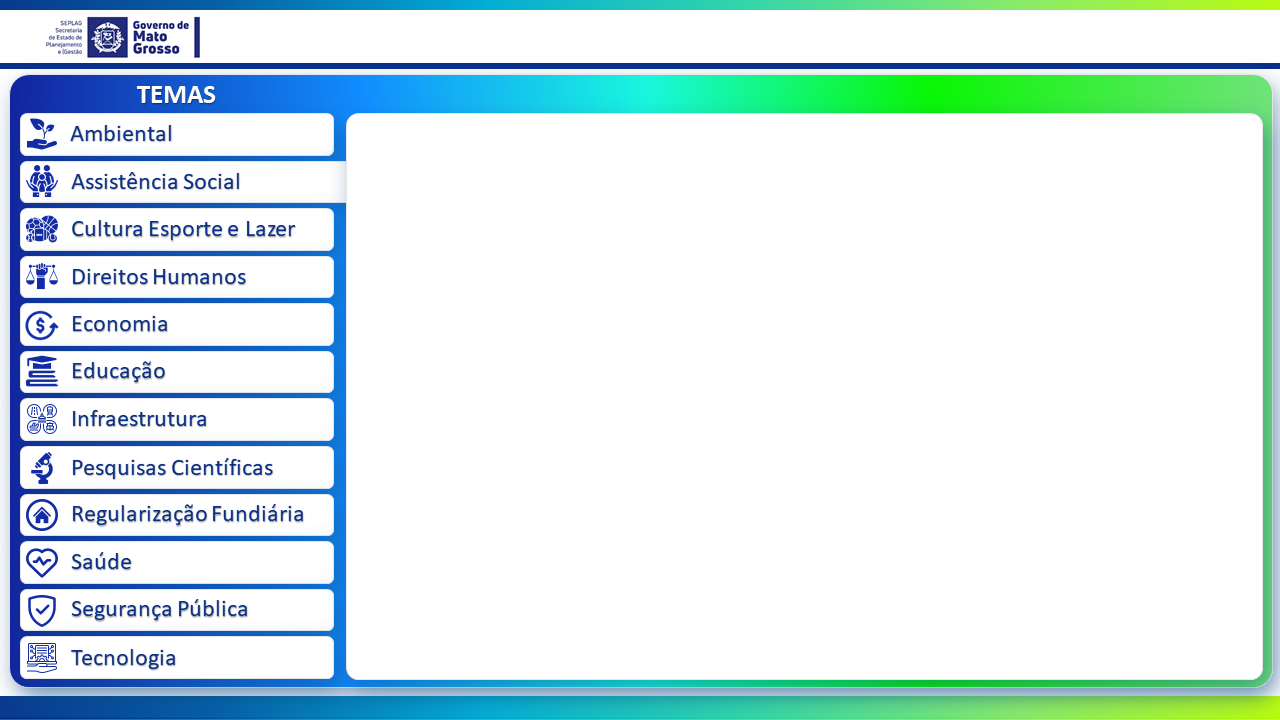 SEPLAG
Secretaria
de Estado de
Planejamento
e |Gestão
Governo de
Mato
Grosso
TEMAS
Ambiental
Assistência Social
Cultura Esporte e Lazer
Direitos Humanos
Economia
Educação
Infraestrutura
Pesquisas Científicas
Regularização Fundiária
Saúde
Segurança Pública
Tecnologia